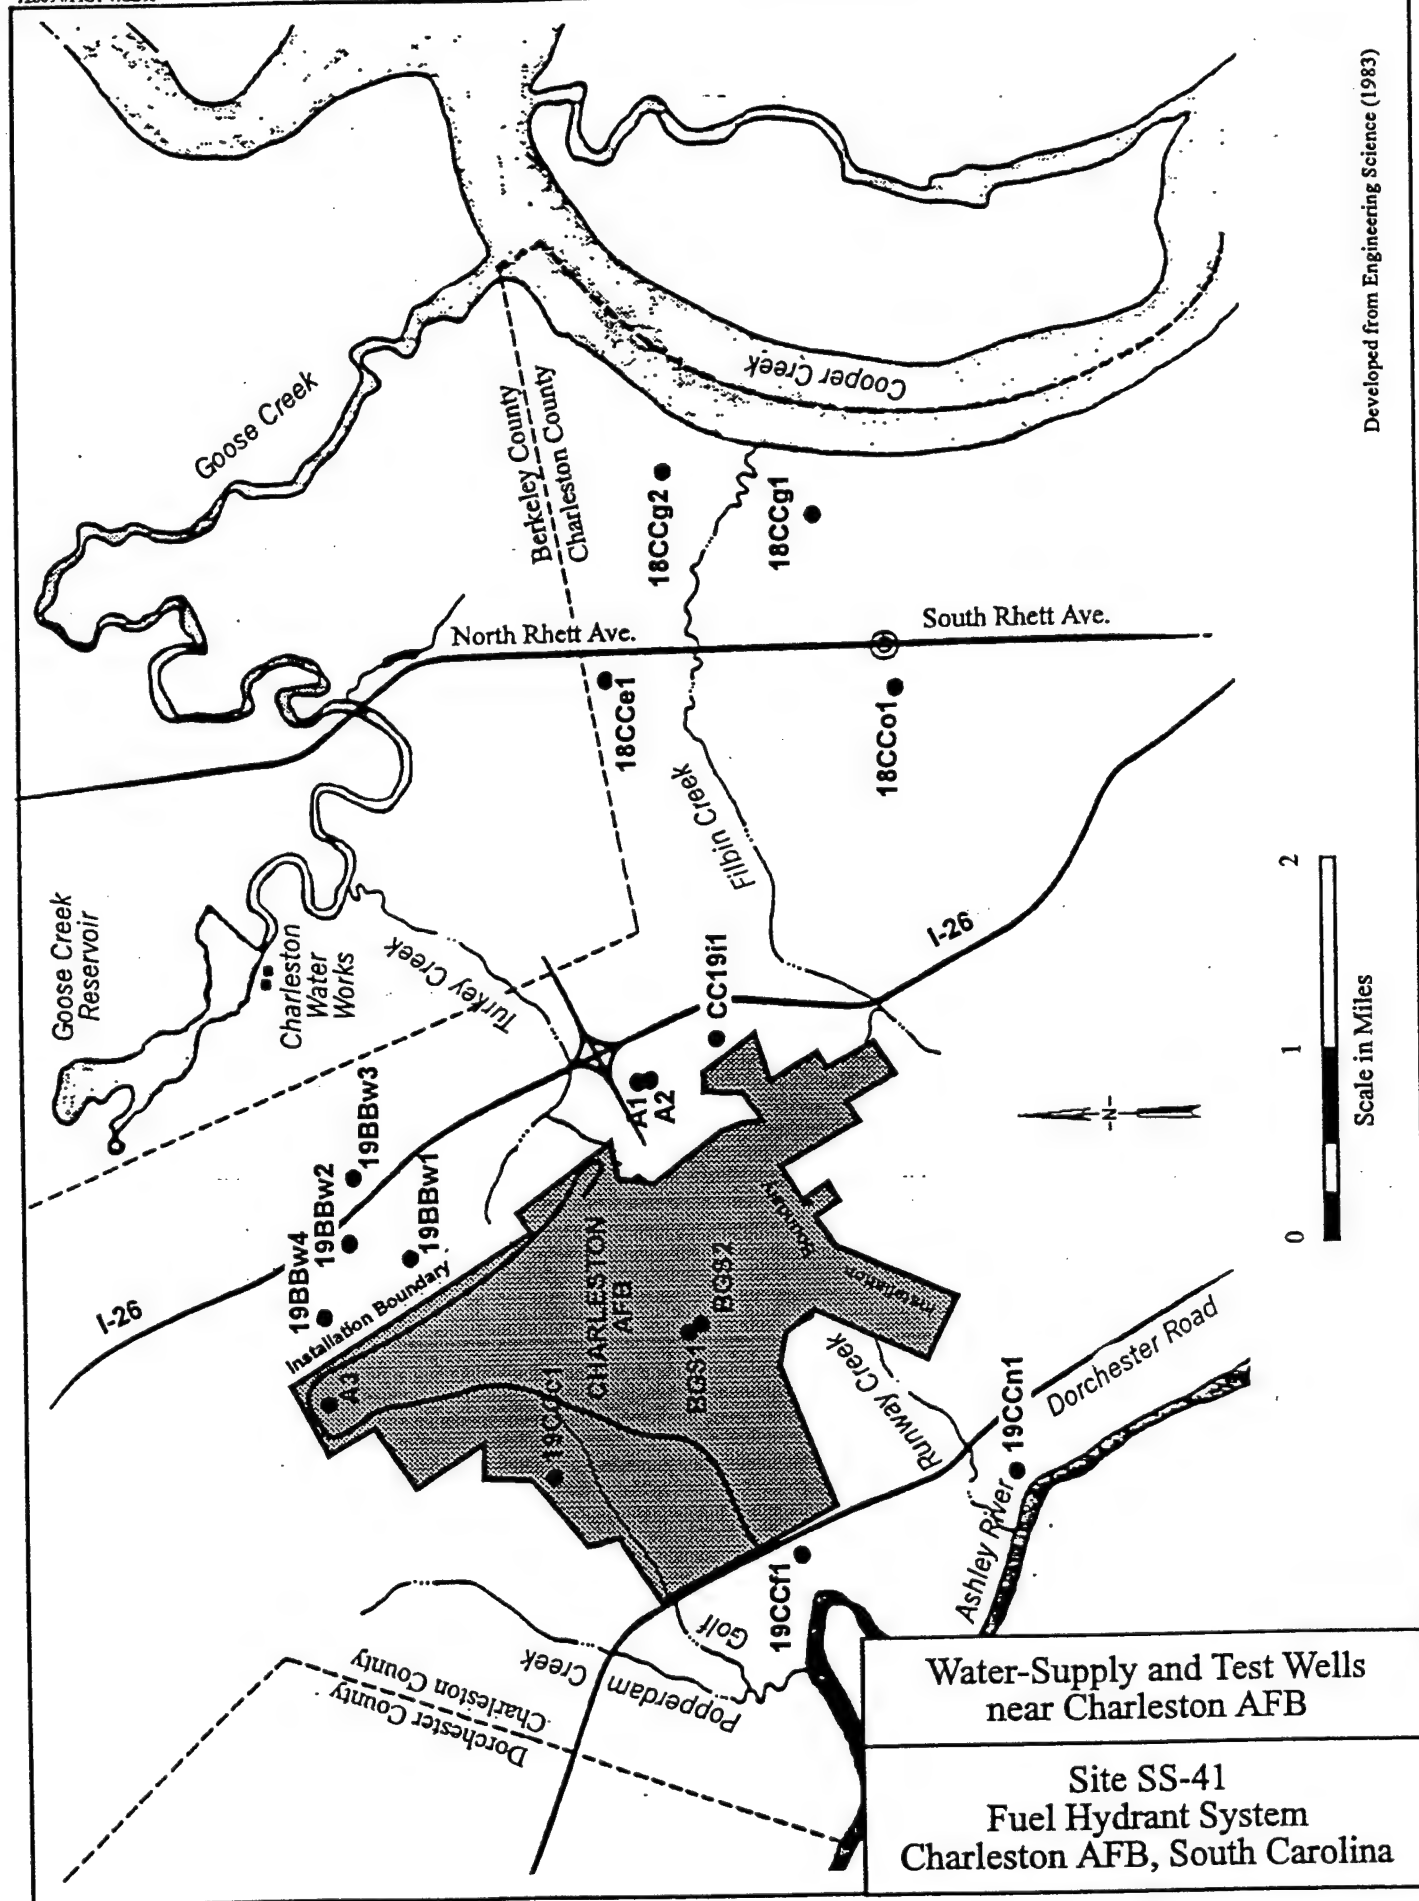 Goose Creek
Berkeley County
Charleston County
Cooper Creek
18CCg2
18CCg1
North Rhett Ave.
South Rhett Ave.
18CCe1
18CCo1
Filbin Creek
Goose Creek
Reservoir
Charleston
Water
Works
Turkey Creek
CC19i1
I-26
A1
A2
19BBw3
19BBw2
19BBw1
19BBw4
I-26
Installation Boundary
A3
19CCc1
CHARLESTON
AFB
BGS1
BGS2
Installation
Boundary
Runway Creek
19CCn1
Dorchester Road
Ashley River
19CCf1
Golf
Popperdam Creek
Charleston County
Dorchester County
-N-
0 1 2
Scale in Miles
Developed from Engineering Science (1983)
Water-Supply and Test Wells
near Charleston AFB
Site SS-41
Fuel Hydrant System
Charleston AFB, South Carolina